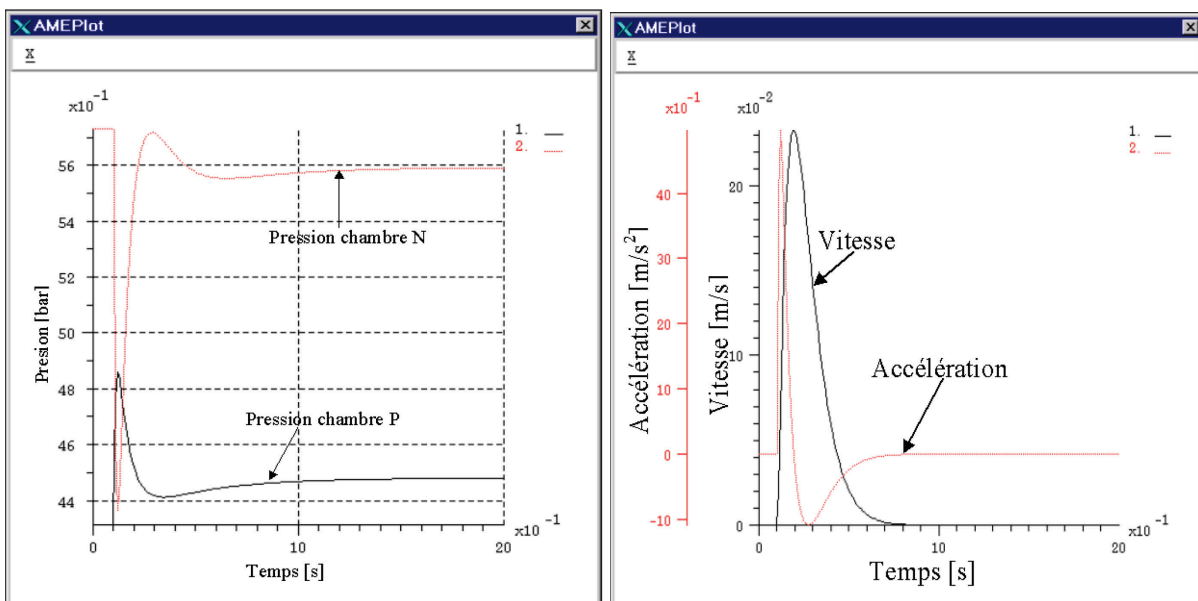 AMEPlot
X
x10⁻¹
1.
2.
56
54
52
50
48
46
44
Presion [bar]
Pression chambre N
Pression chambre P
0
10
20
x10⁻¹
Temps [s]
AMEPlot
X
x10⁻¹
x10⁻²
1.
2.
40
30
20
10
0
-10
Accélération [m/s²]
20
10
0
Vitesse [m/s]
Vitesse
Accélération
0
10
20
x10⁻¹
Temps [s]